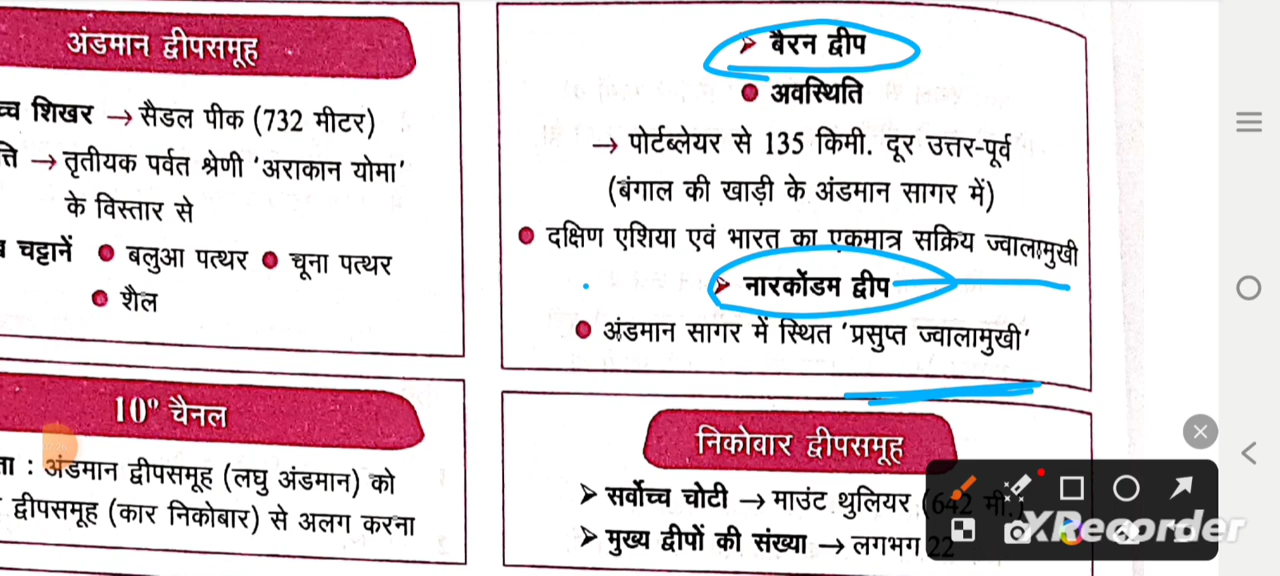 अंडमान द्वीपसमूह
च्च शिखर → सैडल पीक (732 मीटर)
त्ति → तृतीयक पर्वत श्रेणी 'अराकान योमा'
के विस्तार से
चट्टानें ● बलुआ पत्थर ● चूना पत्थर
● शैल
➤ बैरन द्वीप
● अवस्थिति
→ पोर्टब्लेयर से 135 किमी. दूर उत्तर-पूर्व
(बंगाल की खाड़ी के अंडमान सागर में)
● दक्षिण एशिया एवं भारत का एकमात्र सक्रिय ज्वालामुखी
➤ नारकोंडम द्वीप
● अंडमान सागर में स्थित 'प्रसुप्त ज्वालामुखी'
10° चैनल
ता : अंडमान द्वीपसमूह (लघु अंडमान) को
द्वीपसमूह (कार निकोबार) से अलग करना
निकोबार द्वीपसमूह
➤ सर्वोच्च चोटी → माउंट थुलियर (642 मी.)
➤ मुख्य द्वीपों की संख्या → लगभग 22
XRecorder